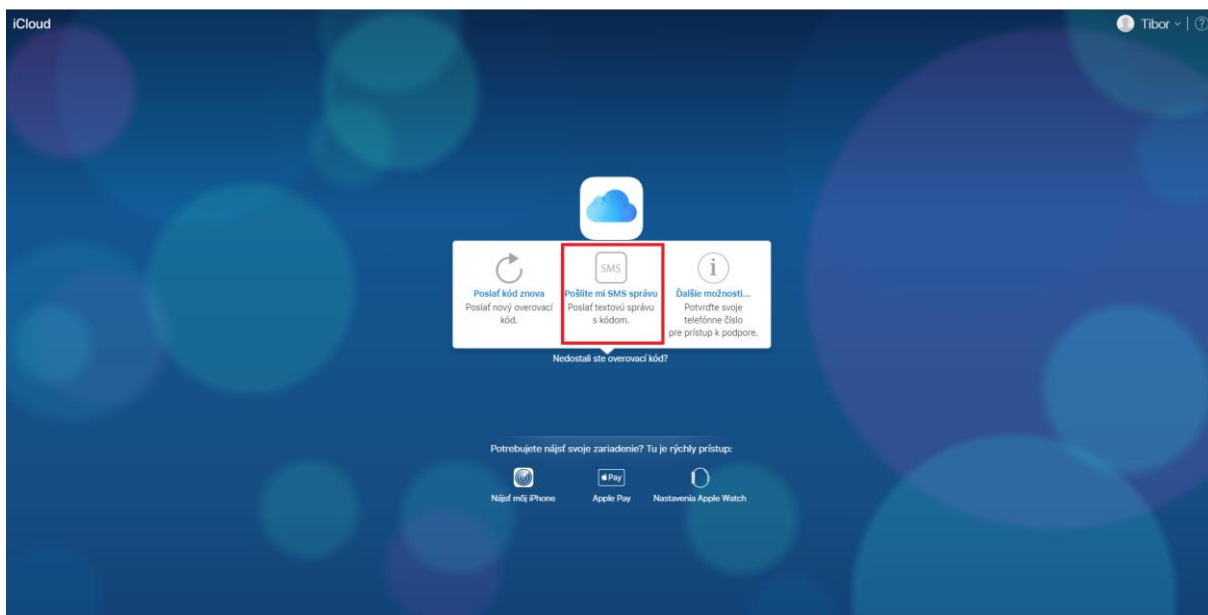 iCloud
Tibor
SMS
i
Poslať kód znova
Pošlite mi SMS správu
Ďalšie možnosti...
Poslať nový overovací
kód.
Poslať textovú správu
s kódom.
Potvrďte svoje
telefónne číslo
pre prístup k podpore.
Nedostali ste overovací kód?
Potrebujete nájsť svoje zariadenie? Tu je rýchly prístup:
Pay
Nájsť môj iPhone
Apple Pay
Nastavenia Apple Watch